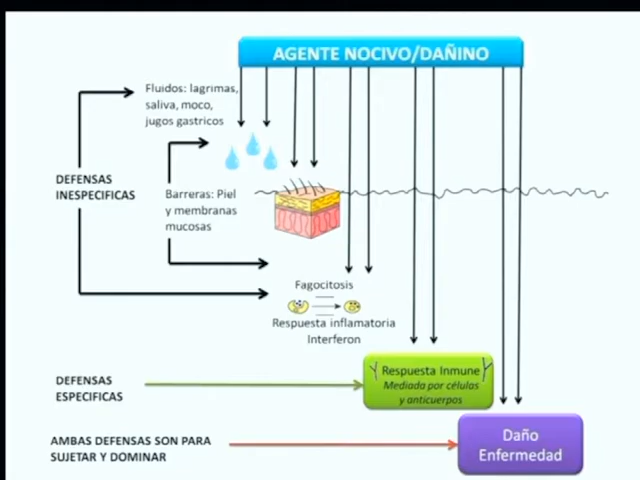 AGENTE NOCIVO/DAÑINO
Fluidos: lagrimas,
saliva, moco,
jugos gastricos
DEFENSAS
INESPECIFICAS
Barreras: Piel
y membranas
mucosas
Fagocitosis
Respuesta inflamatoria
Interferon
Respuesta Inmune
Mediada por células
y anticuerpos
DEFENSAS
ESPECIFICAS
Daño
Enfermedad
AMBAS DEFENSAS SON PARA
SUJETAR Y DOMINAR